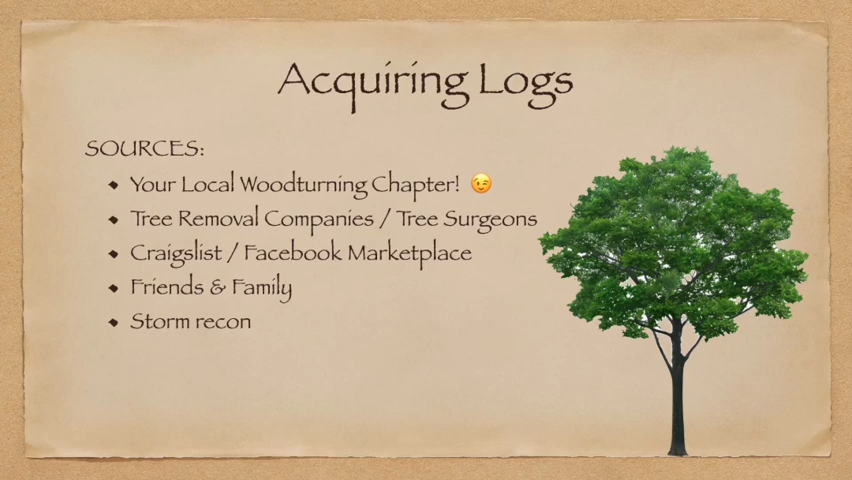 Acquiring Logs
SOURCES:
Your Local Woodturning Chapter! 😉
Tree Removal Companies / Tree Surgeons
Craigslist / Facebook Marketplace
Friends & Family
Storm recon